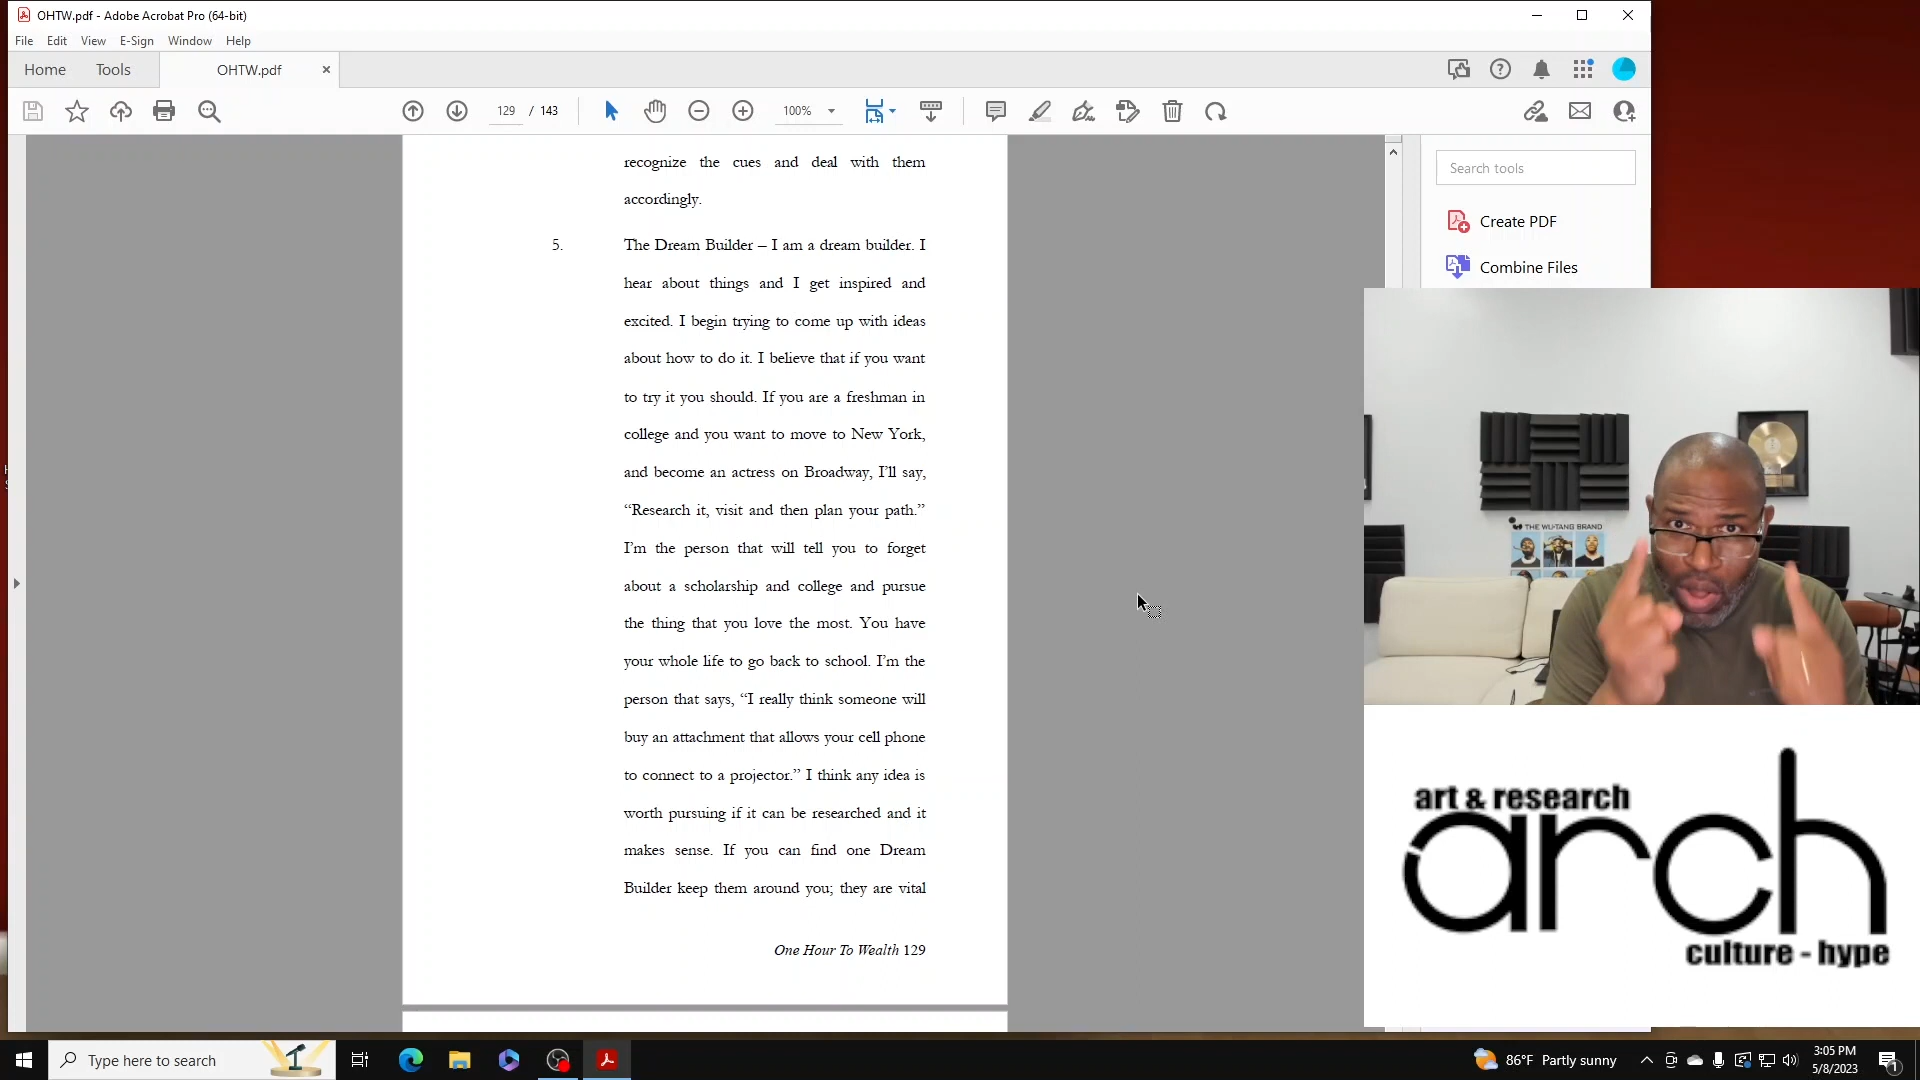 OHTW.pdf - Adobe Acrobat Pro (64-bit)
File Edit View E-Sign Window Help
Home Tools OHTW.pdf
129 / 143 100%
Search tools
Create PDF
Combine Files
recognize the cues and deal with them
accordingly.
5. The Dream Builder – I am a dream builder. I
hear about things and I get inspired and
excited. I begin trying to come up with ideas
about how to do it. I believe that if you want
to try it you should. If you are a freshman in
college and you want to move to New York,
and become an actress on Broadway, I’ll say,
“Research it, visit and then plan your path.”
I’m the person that will tell you to forget
about a scholarship and college and pursue
the thing that you love the most. You have
your whole life to go back to school. I’m the
person that says, “I really think someone will
buy an attachment that allows your cell phone
to connect to a projector.” I think any idea is
worth pursuing if it can be researched and it
makes sense. If you can find one Dream
Builder keep them around you; they are vital
One Hour To Wealth 129
THE WU-TANG BRAND
art & research
arch
culture - hype
Type here to search
86°F Partly sunny
3:05 PM
5/8/2023
1